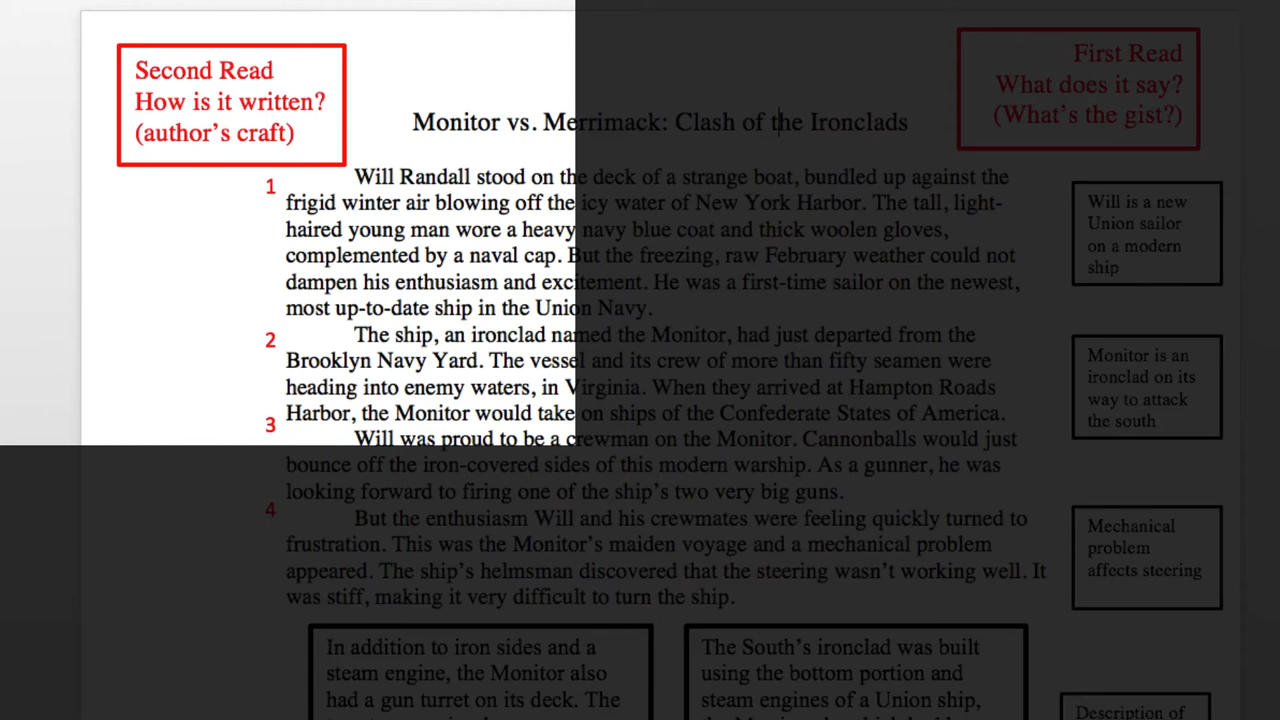 Second Read
How is it written?
(author's craft)
First Read
What does it say?
(What's the gist?)
Monitor vs. Merrimack: Clash of the Ironclads
1
Will Randall stood on the deck of a strange boat, bundled up against the
frigid winter air blowing off the icy water of New York Harbor. The tall, light-
haired young man wore a heavy navy blue coat and thick woolen gloves,
complemented by a naval cap. But the freezing, raw February weather could not
dampen his enthusiasm and excitement. He was a first-time sailor on the newest,
most up-to-date ship in the Union Navy.
Will is a new
Union sailor
on a modern
ship
2
The ship, an ironclad named the Monitor, had just departed from the
Brooklyn Navy Yard. The vessel and its crew of more than fifty seamen were
heading into enemy waters, in Virginia. When they arrived at Hampton Roads
Harbor, the Monitor would take on ships of the Confederate States of America.
Monitor is an
ironclad on its
way to attack
the south
3
Will was proud to be a crewman on the Monitor. Cannonballs would just
bounce off the iron-covered sides of this modern warship. As a gunner, he was
looking forward to firing one of the ship's two very big guns.
4
But the enthusiasm Will and his crewmates were feeling quickly turned to
frustration. This was the Monitor's maiden voyage and a mechanical problem
appeared. The ship's helmsman discovered that the steering wasn't working well. It
was stiff, making it very difficult to turn the ship.
Mechanical
problem
affects steering
In addition to iron sides and a
steam engine, the Monitor also
had a gun turret on its deck. The
The South's ironclad was built
using the bottom portion and
steam engines of a Union ship,
Description of